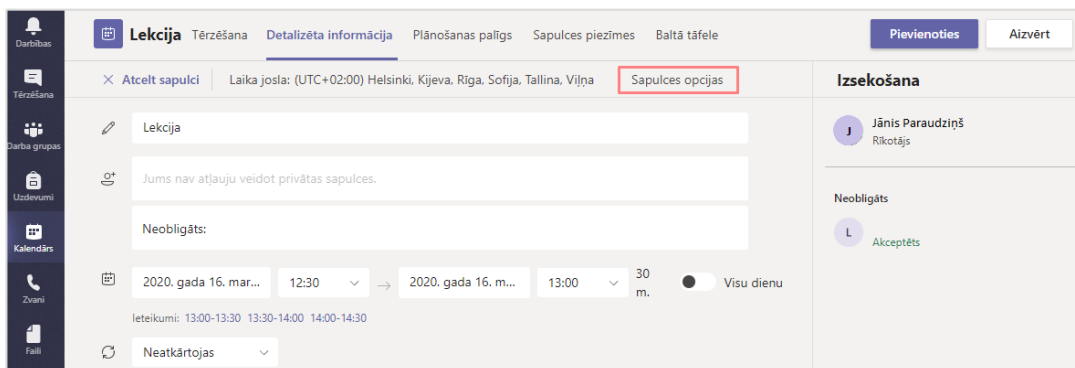 Darbības
Tērzēšana
Darba grupas
Uzdevumi
Kalendārs
Zvani
Faili
Lekcija Tērzēšana Detalizēta informācija Plānošanas palīgs Sapulces piezīmes Baltā tāfele Pievienoties Aizvērt
Atcelt sapulci Laika josla: (UTC+02:00) Helsinki, Kijeva, Rīga, Sofija, Tallina, Viļņa Sapulces opcijas
Lekcija
Jums nav atļauju veidot privātas sapulces.
Neobligāts:
2020. gada 16. mar... 12:30 → 2020. gada 16. m... 13:00 30 m. Visu dienu
Ieteikumi: 13:00-13:30 13:30-14:00 14:00-14:30
Neatkārtojas
Izsekošana
J Jānis Paraudziņš
Rīkotājs
Neobligāts
L Akceptēts